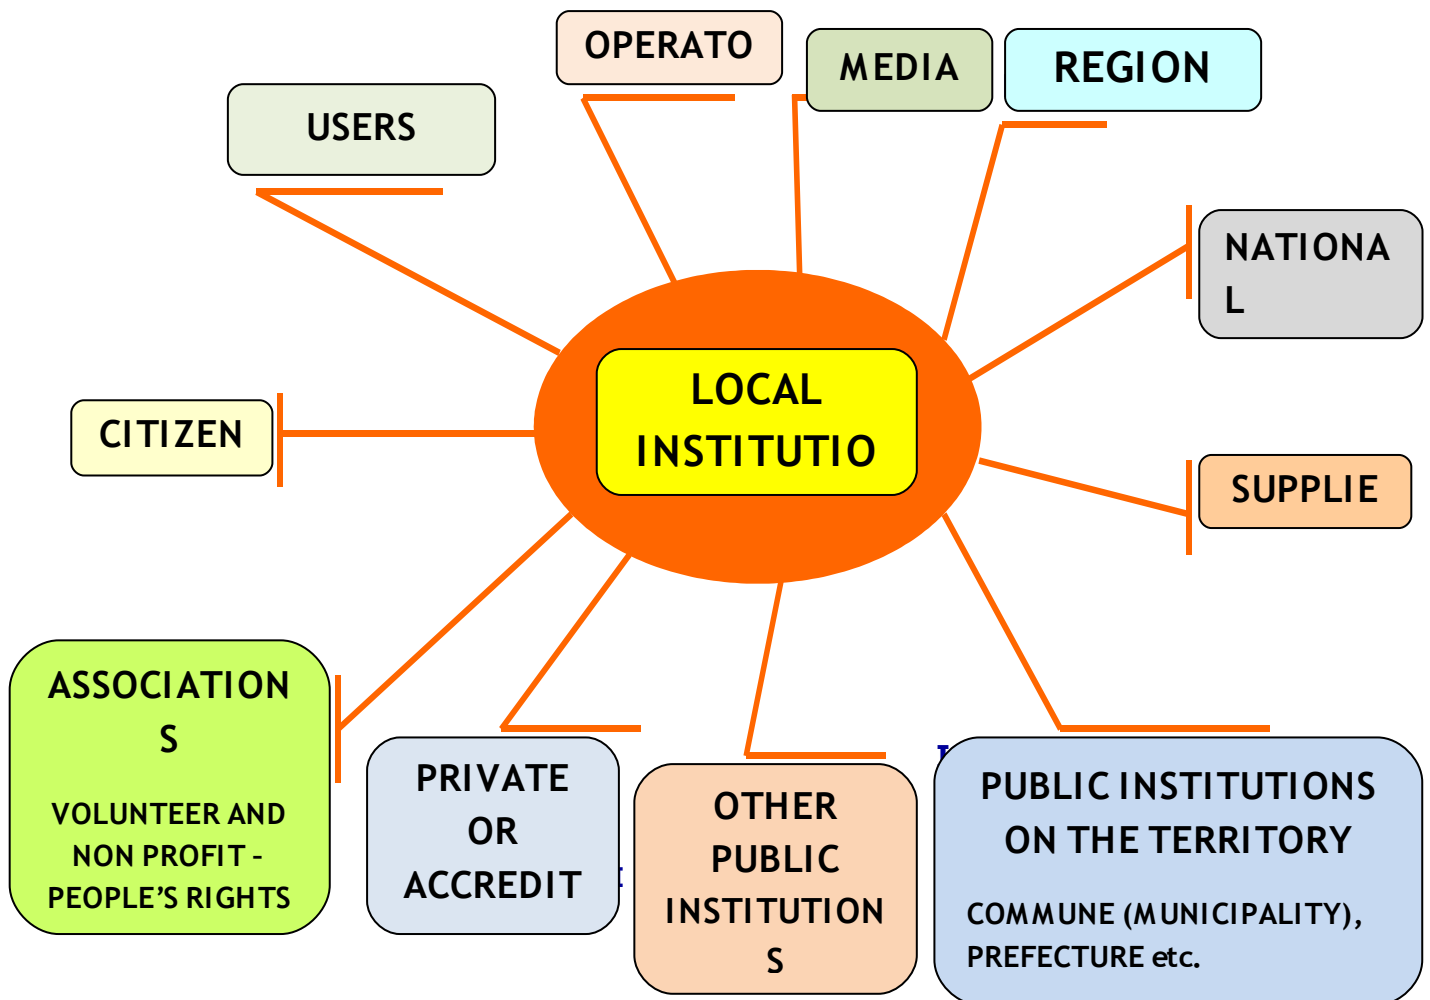 OPERATO
MEDIA
REGION
USERS
NATIONA
L
LOCAL
INSTITUTIO
CITIZEN
SUPPLIE
ASSOCIATION
S
VOLUNTEER AND
NON PROFIT –
PEOPLE'S RIGHTS
PRIVATE
OR
ACCREDIT
OTHER
PUBLIC
INSTITUTION
S
PUBLIC INSTITUTIONS
ON THE TERRITORY
COMMUNE (MUNICIPALITY),
PREFECTURE etc.